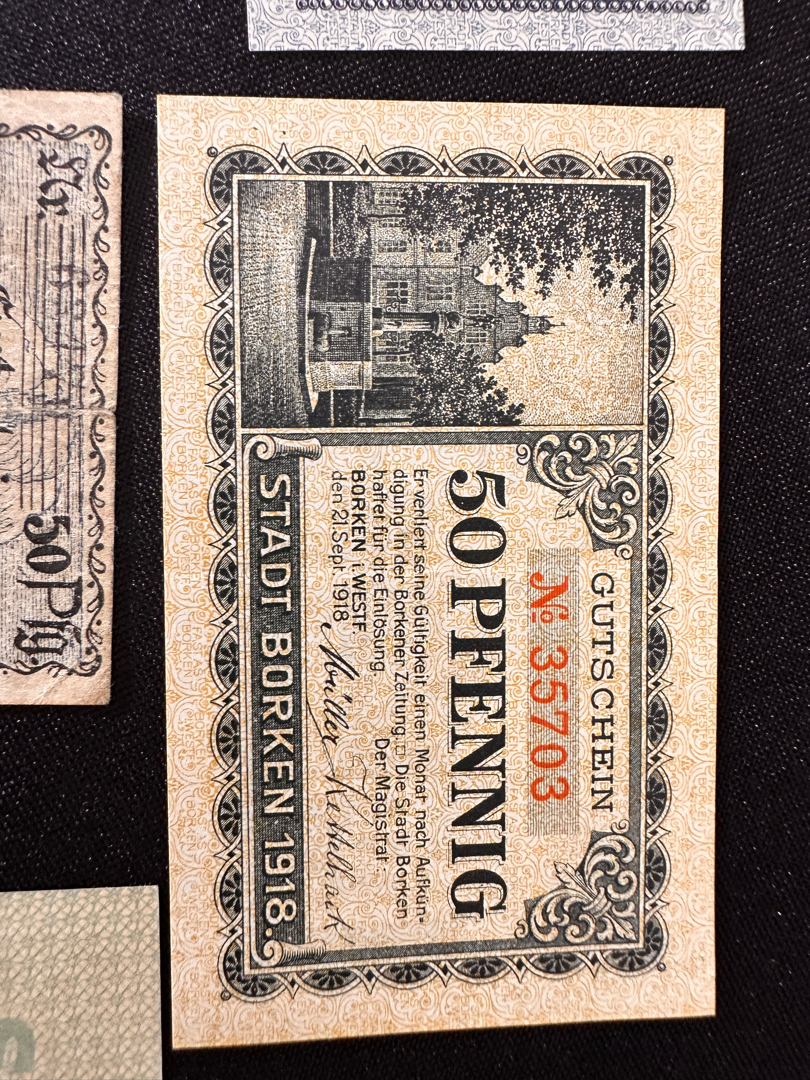 GUTSCHEIN
№ 35703
50 PFENNIG
Er verliert seine Gültigkeit einen Monat nach Aufkün-
digung in der Borkener Zeitung. Die Stadt Borken
haftet für die Einlösung
Der Magistrat:
BORKEN i. WESTF.
den 21. Sept. 1918
Müller
STADT BORKEN 1918.
Nr.
50 Pfg.